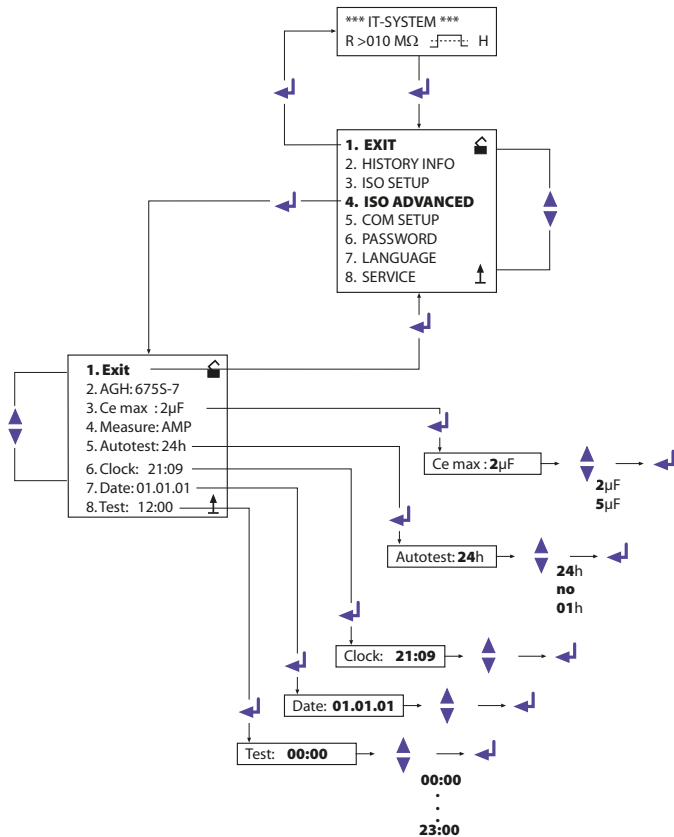 *** IT-SYSTEM ***
R >010 MΩ H
1. EXIT
2. HISTORY INFO
3. ISO SETUP
4. ISO ADVANCED
5. COM SETUP
6. PASSWORD
7. LANGUAGE
8. SERVICE
1. Exit
2. AGH: 675S-7
3. Ce max : 2µF
4. Measure: AMP
5. Autotest: 24h
6. Clock: 21:09
7. Date: 01.01.01
8. Test: 12:00
Ce max : 2µF
2µF
5µF
Autotest: 24h
24h
no
01h
Clock: 21:09
Date: 01.01.01
Test: 00:00
00:00
.
.
.
23:00